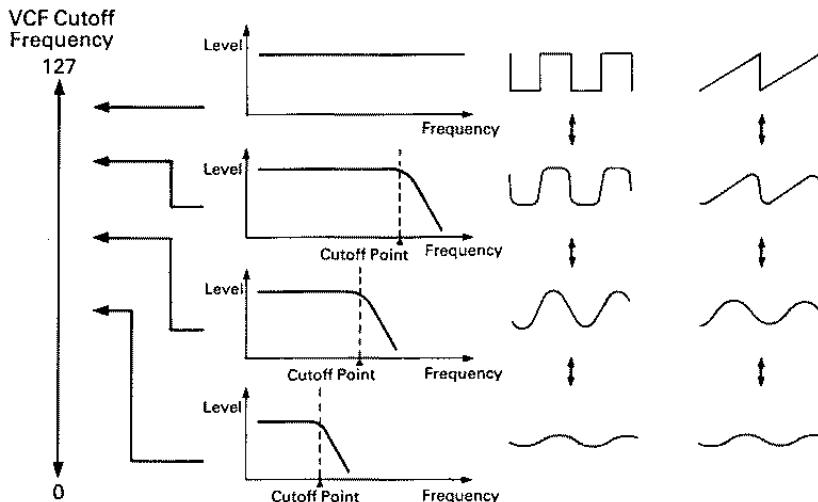 VCF Cutoff
Frequency
127
0
Level
Frequency
Level
Cutoff Point
Frequency
Level
Cutoff Point
Frequency
Level
Cutoff Point
Frequency